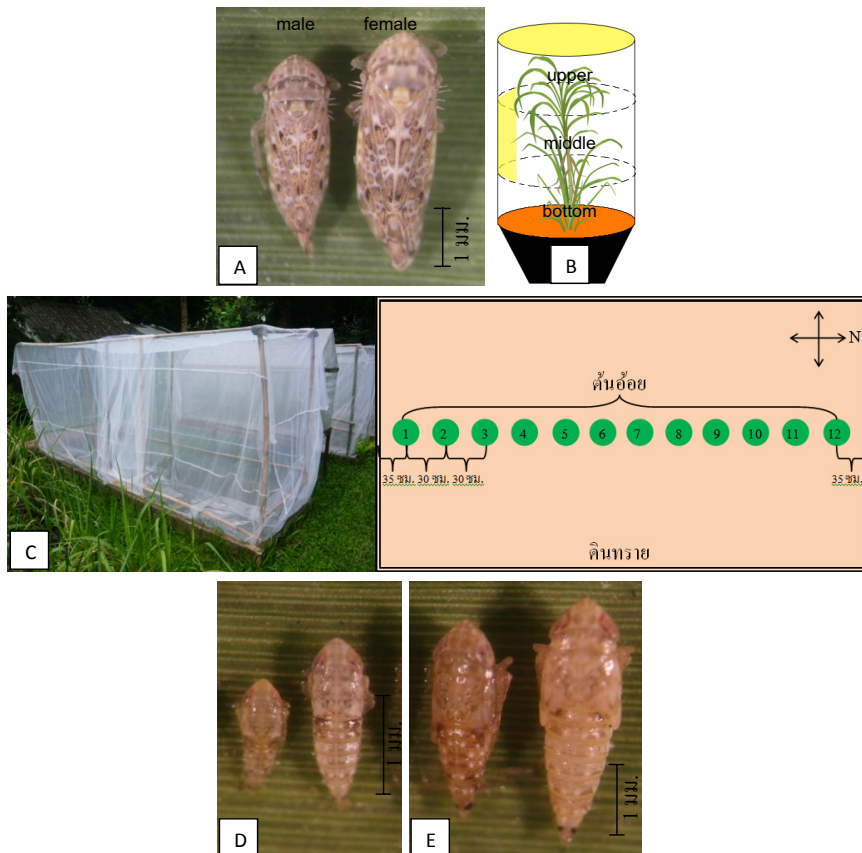 male female
1 มม.
A
upper
middle
bottom
B
C
N
ต้นอ้อย
1 2 3 4 5 6 7 8 9 10 11 12
35 ซม. 30 ซม. 30 ซม. 35 ซม.
ดินทราย
1 มม.
D
1 มม.
E